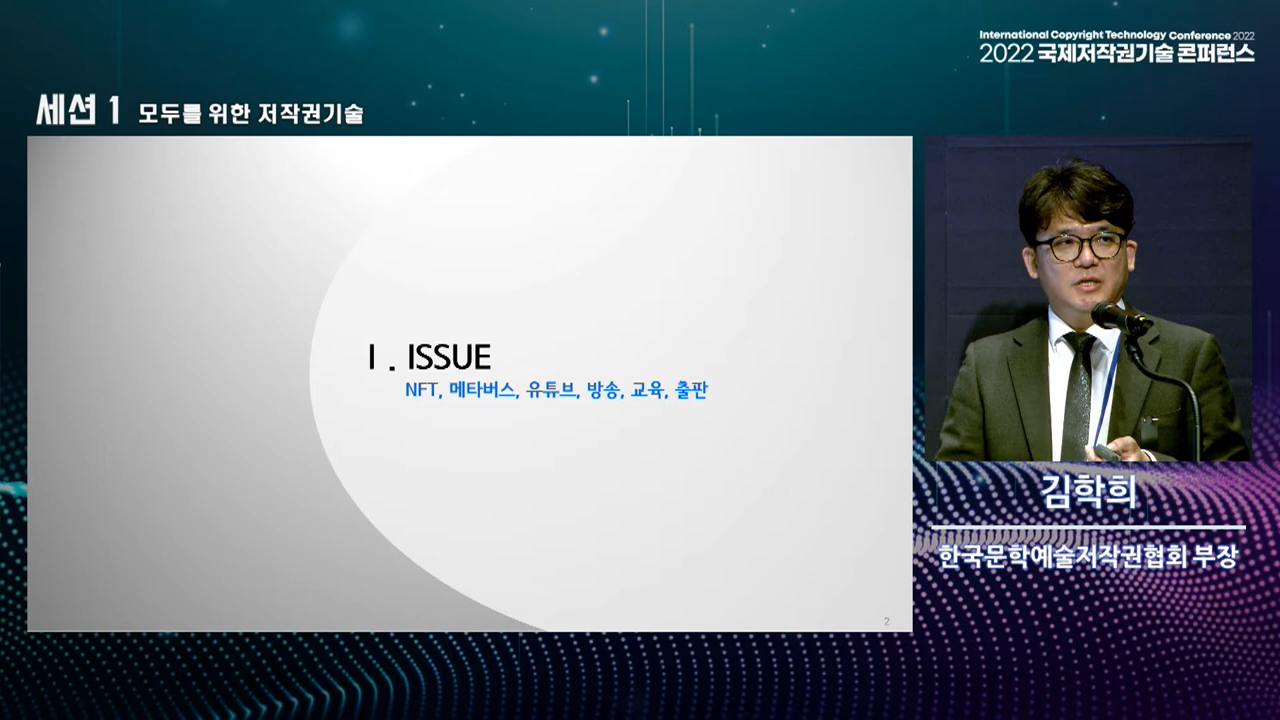 International Copyright Technology Conference 2022
2022 국제저작권기술 콘퍼런스
세션 1 모두를 위한 저작권기술
Ⅰ. ISSUE
NFT, 메타버스, 유튜브, 방송, 교육, 출판
2
김학희
한국문학예술저작권협회 부장